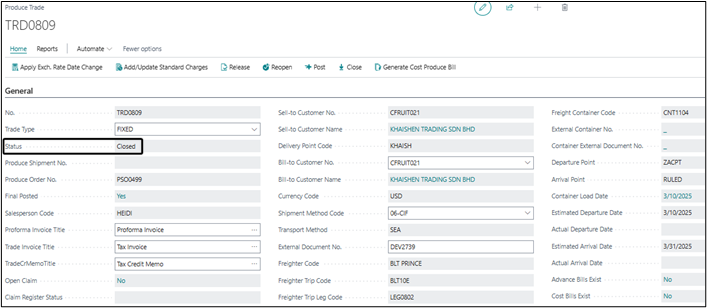 Produce Trade
TRD0809
Home Reports Automate Fewer options
Apply Exch. Rate Date Change Add/Update Standard Charges Release Reopen Post Close Generate Cost Produce Bill
General
No. TRD0809 Sell-to Customer No. CFRUIT021 Freight Container Code CNT1104
Trade Type FIXED Sell-to Customer Name KHAISHEN TRADING SDN BHD External Container No. _
Status Closed Delivery Point Code KHAISH Container External Document No. _
Produce Shipment No. Bill-to Customer No. CFRUIT021 Departure Point ZACPT
Produce Order No. PSO0499 Bill-to Customer Name KHAISHEN TRADING SDN BHD Arrival Point RULED
Final Posted Yes Currency Code USD Container Load Date 3/10/2025
Salesperson Code HEIDI Shipment Method Code 06-CIF Estimated Departure Date 3/10/2025
Proforma Invoice Title Proforma Invoice Transport Method SEA Actual Departure Date
Trade Invoice Title Tax Invoice External Document No. DEV2739 Estimated Arrival Date 3/31/2025
TradeCrMemoTitle Tax Credit Memo Freighter Code BLT PRINCE Actual Arrival Date
Open Claim No Freighter Trip Code BLT10E Advance Bills Exist No
Claim Register Status Freighter Trip Leg Code LEG0802 Cost Bills Exist No